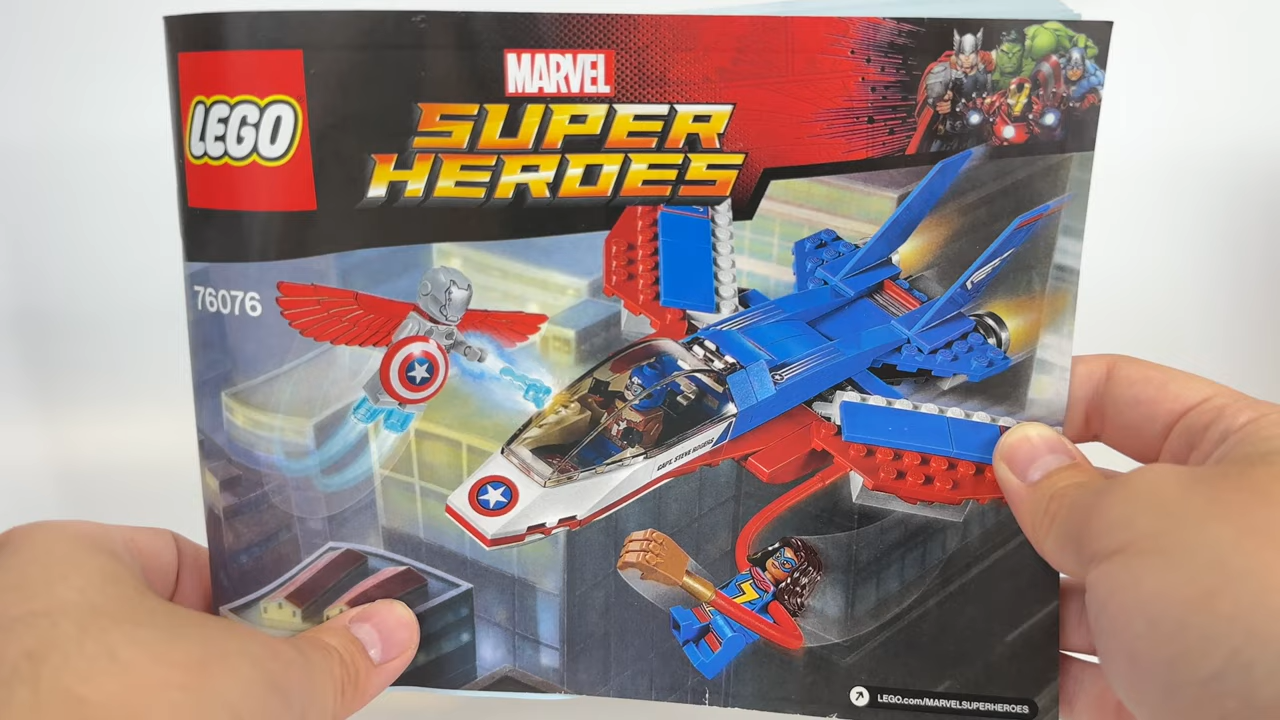 LEGO
MARVEL
SUPER
HEROES
76076
CAPT. STEVE ROGERS
LEGO.com/MARVELSUPERHEROES